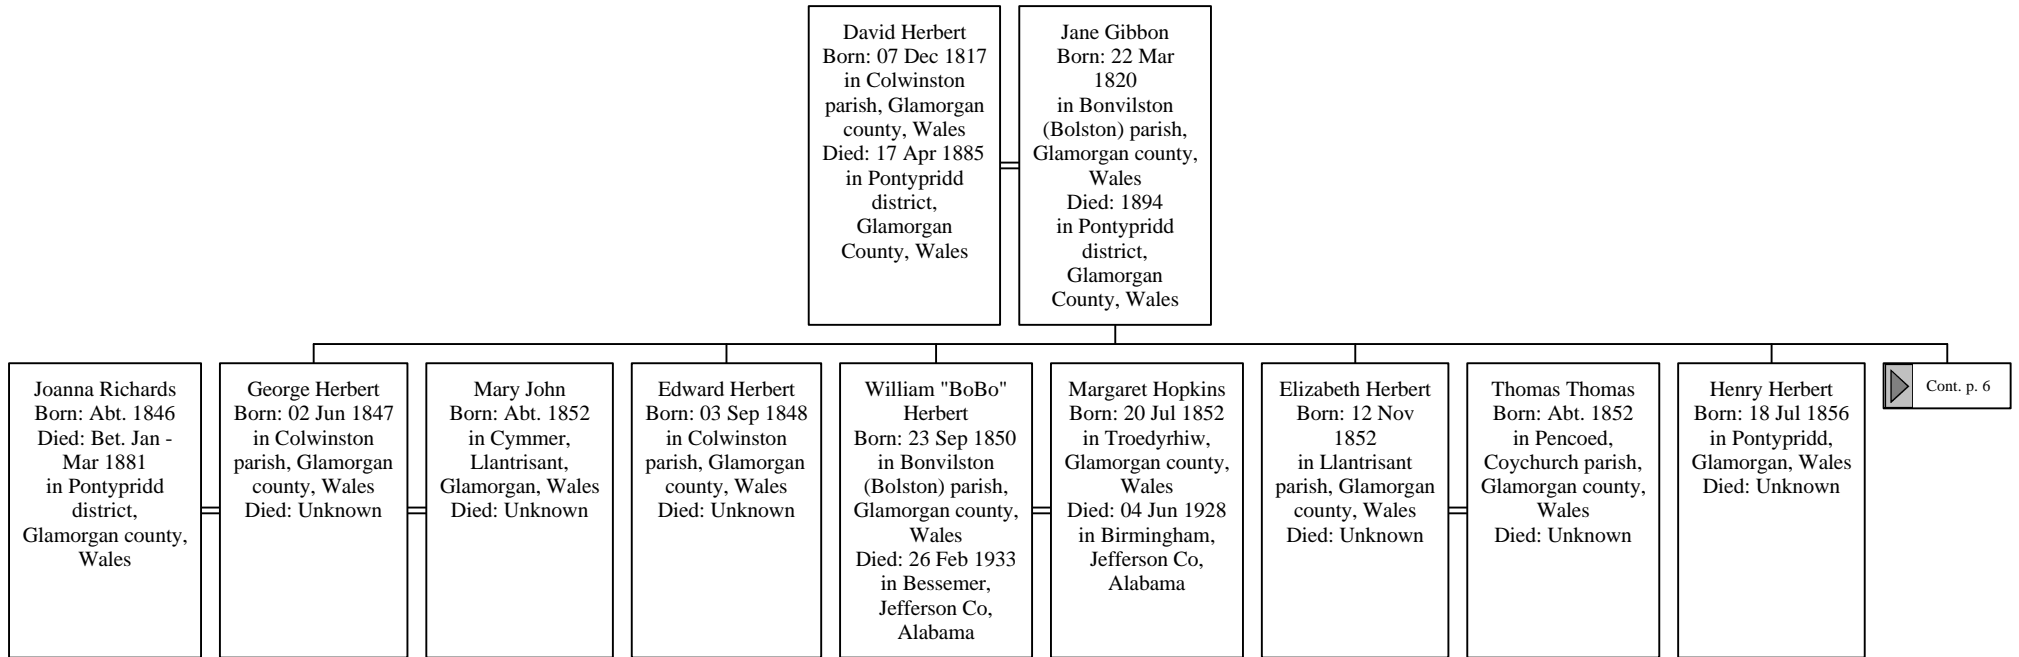 David Herbert
Born: 07 Dec 1817
in Colwinston
parish, Glamorgan
county, Wales
Died: 17 Apr 1885
in Pontypridd
district,
Glamorgan
County, Wales
Jane Gibbon
Born: 22 Mar
1820
in Bonvilston
(Bolston) parish,
Glamorgan county,
Wales
Died: 1894
in Pontypridd
district,
Glamorgan
County, Wales
Joanna Richards
Born: Abt. 1846
Died: Bet. Jan -
Mar 1881
in Pontypridd
district,
Glamorgan county,
Wales
George Herbert
Born: 02 Jun 1847
in Colwinston
parish, Glamorgan
county, Wales
Died: Unknown
Mary John
Born: Abt. 1852
in Cymmer,
Llantrisant,
Glamorgan, Wales
Died: Unknown
Edward Herbert
Born: 03 Sep 1848
in Colwinston
parish, Glamorgan
county, Wales
Died: Unknown
William "BoBo"
Herbert
Born: 23 Sep 1850
in Bonvilston
(Bolston) parish,
Glamorgan county,
Wales
Died: 26 Feb 1933
in Bessemer,
Jefferson Co,
Alabama
Margaret Hopkins
Born: 20 Jul 1852
in Troedyrhiw,
Glamorgan county,
Wales
Died: 04 Jun 1928
in Birmingham,
Jefferson Co,
Alabama
Elizabeth Herbert
Born: 12 Nov
1852
in Llantrisant
parish, Glamorgan
county, Wales
Died: Unknown
Thomas Thomas
Born: Abt. 1852
in Pencoed,
Coychurch parish,
Glamorgan county,
Wales
Died: Unknown
Henry Herbert
Born: 18 Jul 1856
in Pontypridd,
Glamorgan, Wales
Died: Unknown
Cont. p. 6